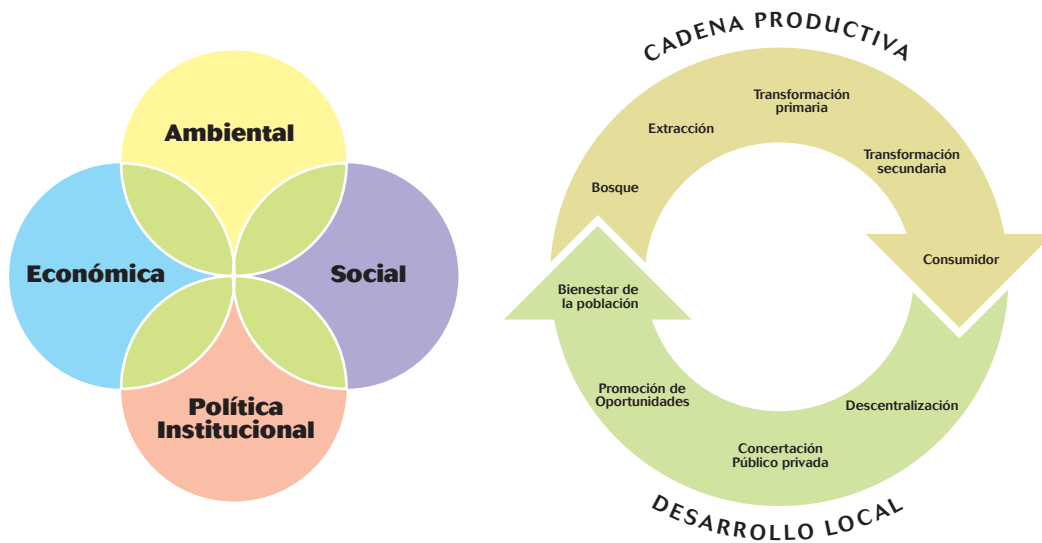 Ambiental
Económica
Social
Política
Institucional
CADENA PRODUCTIVA
Bosque
Extracción
Transformación
primaria
Transformación
secundaria
Consumidor
Descentralización
Concertación
Público privada
Promoción de
Oportunidades
Bienestar de
la población
DESARROLLO LOCAL